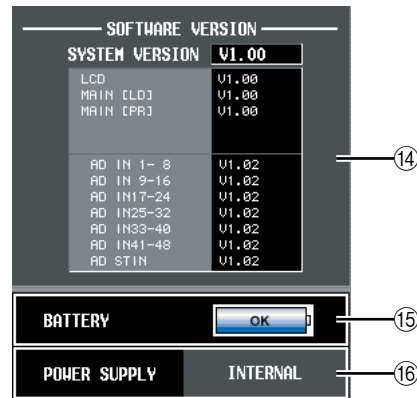 SOFTWARE VERSION
SYSTEM VERSION V1.00
LCD V1.00
MAIN [LD] V1.00
MAIN [PR] V1.00
AD IN 1- 8 V1.02
AD IN 9-16 V1.02
AD IN17-24 V1.02
AD IN25-32 V1.02
AD IN33-40 V1.02
AD IN41-48 V1.02
AD STIN V1.02
⑭
BATTERY OK ⑮
POWER SUPPLY INTERNAL ⑯